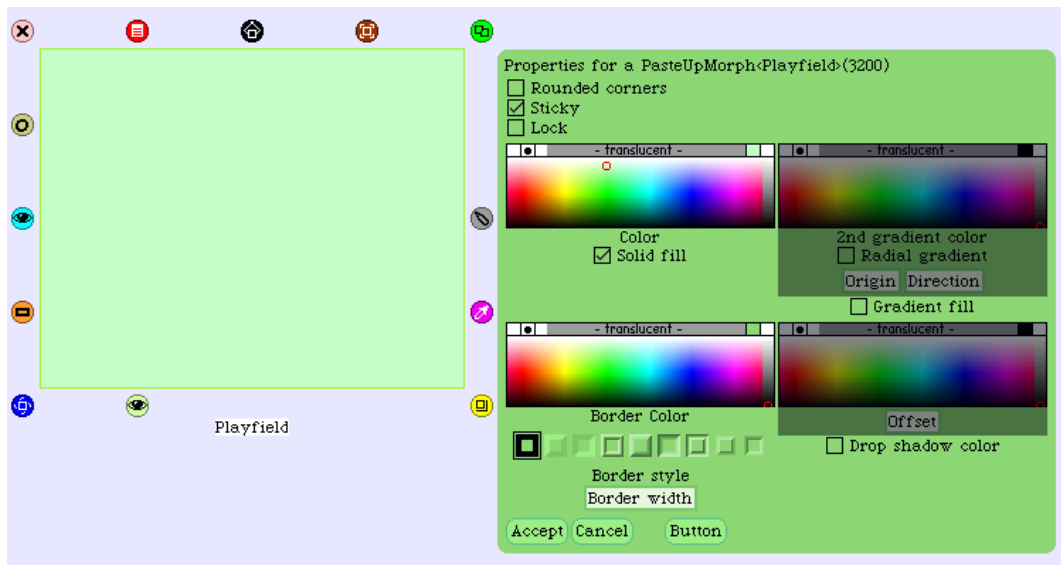 Properties for a PasteUpMorph<Playfield>(3200)
Rounded corners
Sticky
Lock
- translucent -
- translucent -
Color
2nd gradient color
Solid fill
Radial gradient
Origin Direction
Gradient fill
- translucent -
- translucent -
Border Color
Offset
Playfield
Drop shadow color
Border style
Border width
Accept Cancel Button